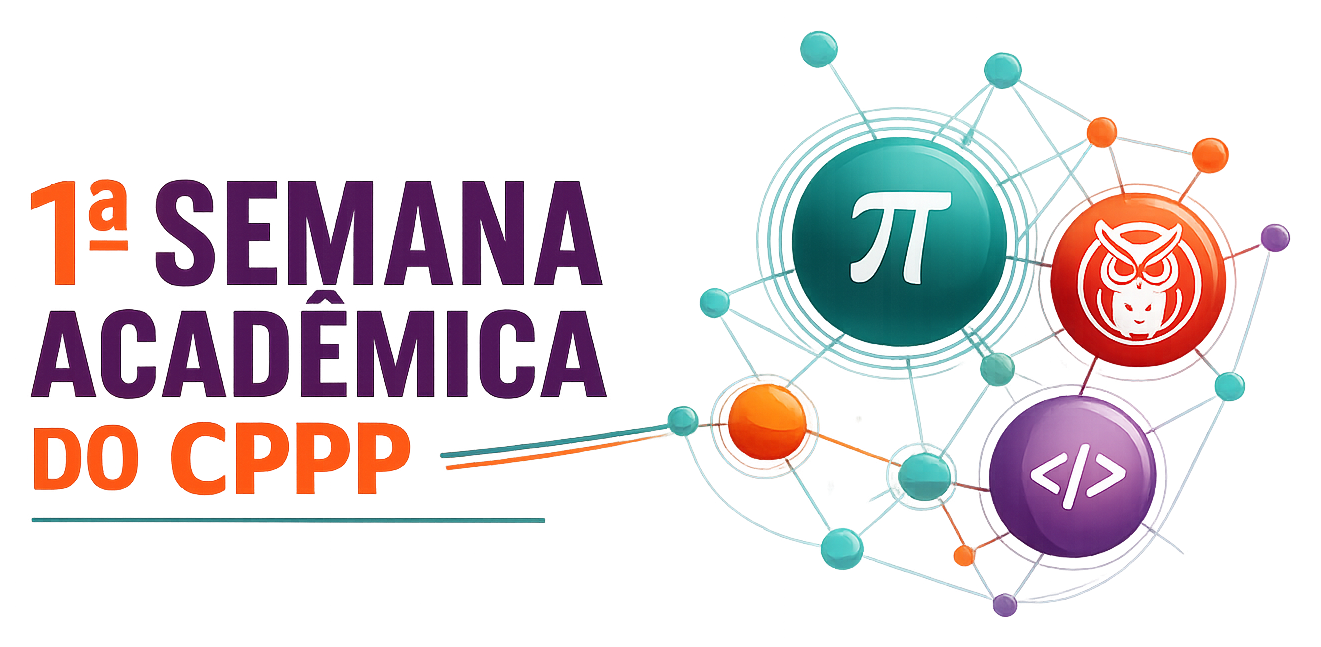 1ª SEMANA
ACADÊMICA
DO CPPP
π
</>